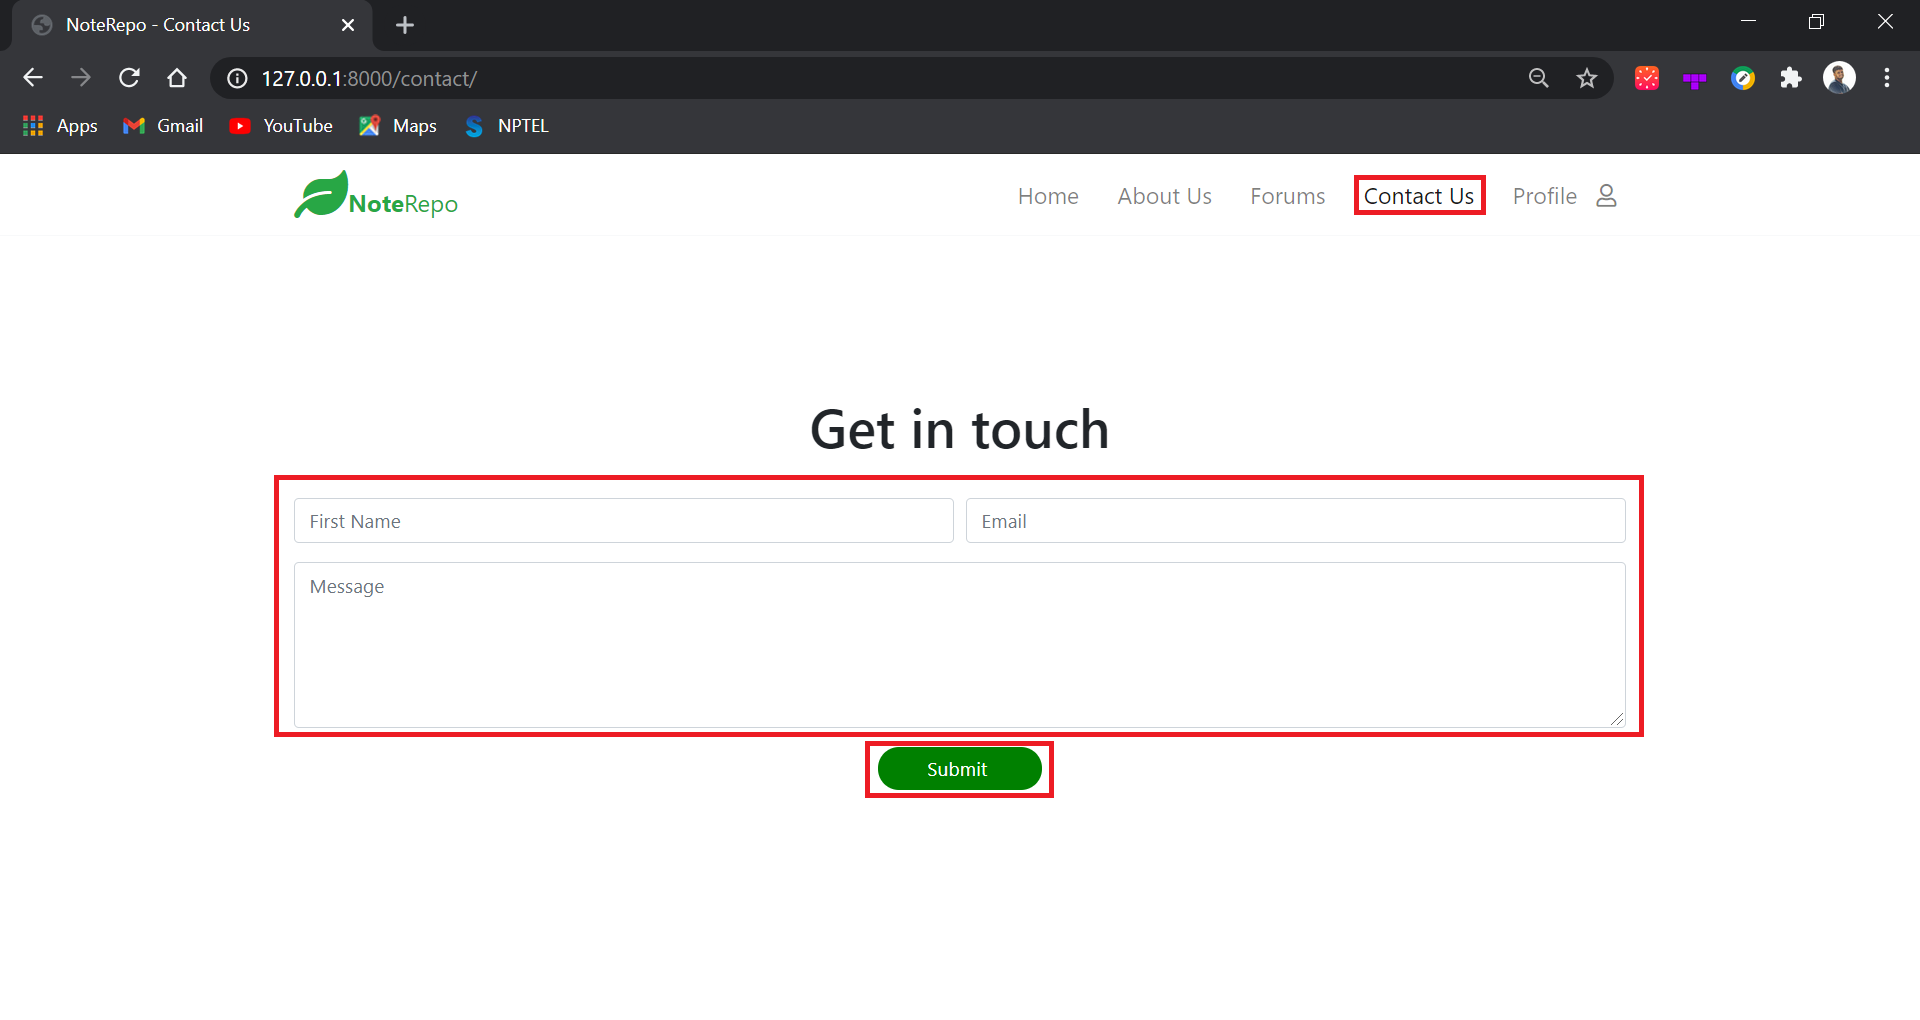 NoteRepo - Contact Us
127.0.0.1:8000/contact/
Apps Gmail YouTube Maps NPTEL
NoteRepo Home About Us Forums Contact Us Profile
Get in touch
First Name Email
Message
Submit